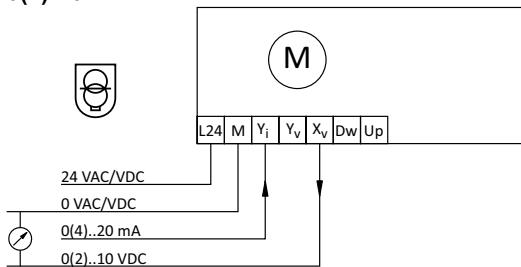 M
L24 M Yi Yv Xv Dw Up
24 VAC/VDC
0 VAC/VDC
0(4)..20 mA
0(2)..10 VDC